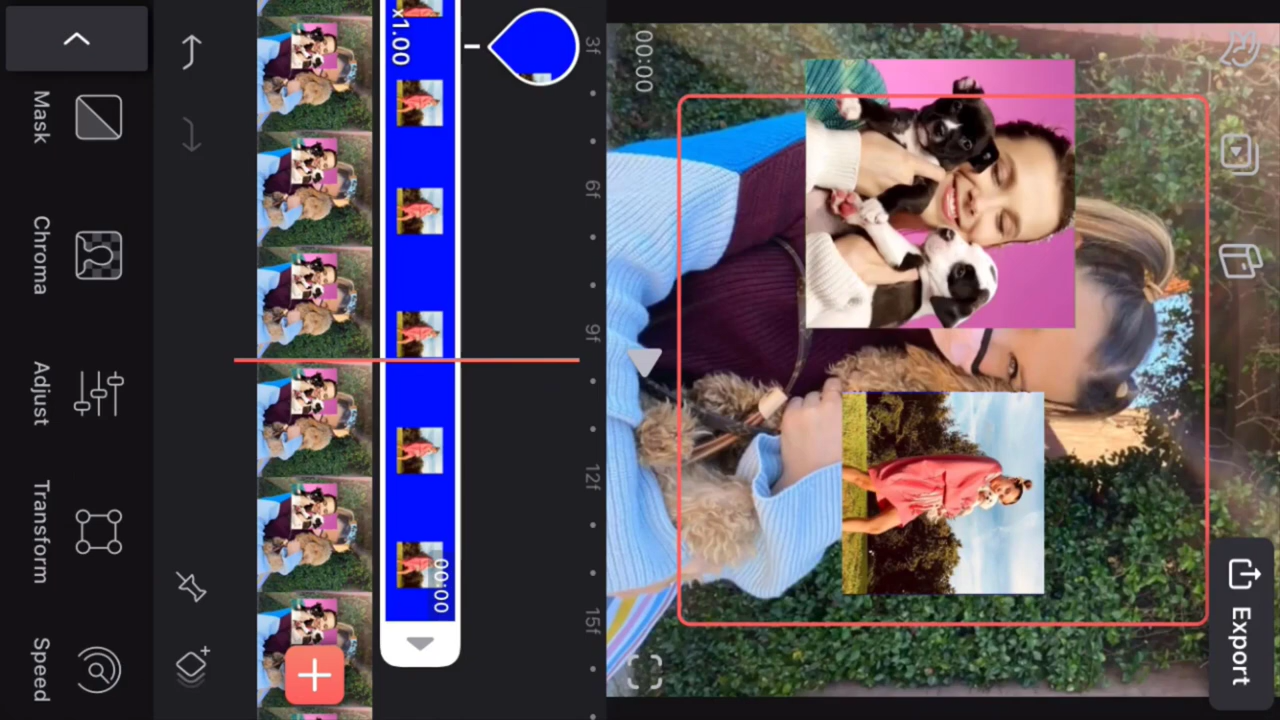 Export
00:00
3f
6f
9f
12f
15f
x1.00
00:00
Mask
Chroma
Adjust
Transform
Speed